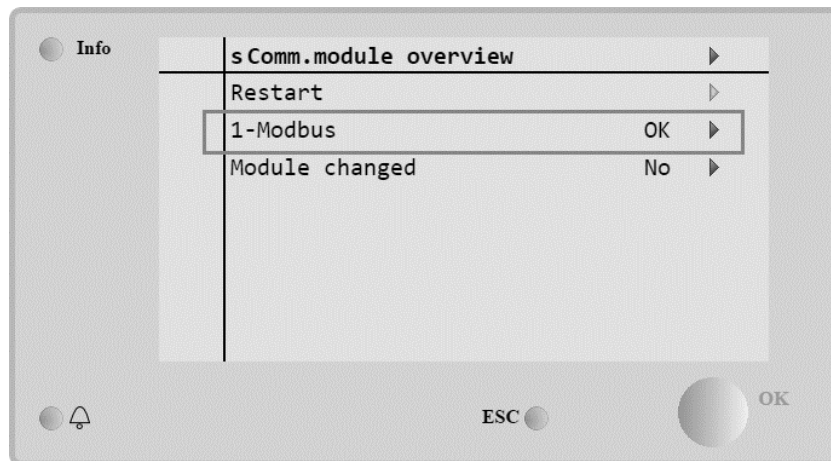 Info
s Comm.module overview
Restart
1-Modbus OK
Module changed No
ESC
OK